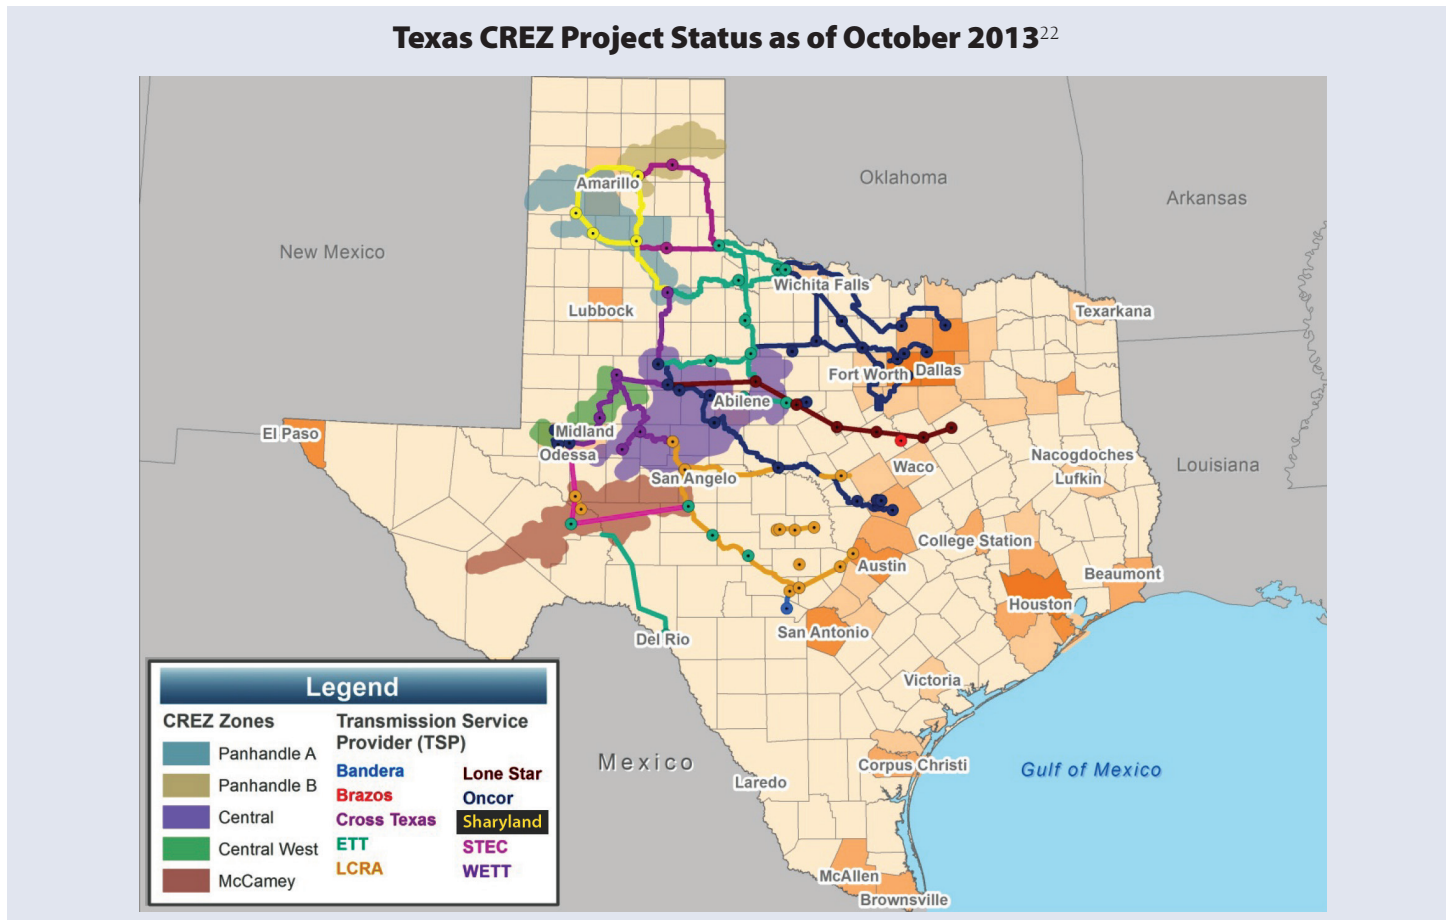 Texas CREZ Project Status as of October 2013²²
Oklahoma
Arkansas
Amarillo
New Mexico
Wichita Falls
Lubbock
Texarkana
Fort Worth
Dallas
Abilene
El Paso
Midland
Odessa
Nacogdoches
Louisiana
Waco
San Angelo
Lufkin
College Station
Austin
Beaumont
Houston
Del Rio
San Antonio
Victoria
Mexico
Corpus Christi
Gulf of Mexico
Laredo
McAllen
Brownsville
Legend
CREZ Zones
Panhandle A
Panhandle B
Central
Central West
McCamey
Transmission Service
Provider (TSP)
Bandera
Brazos
Cross Texas
ETT
LCRA
Lone Star
Oncor
Sharyland
STEC
WETT